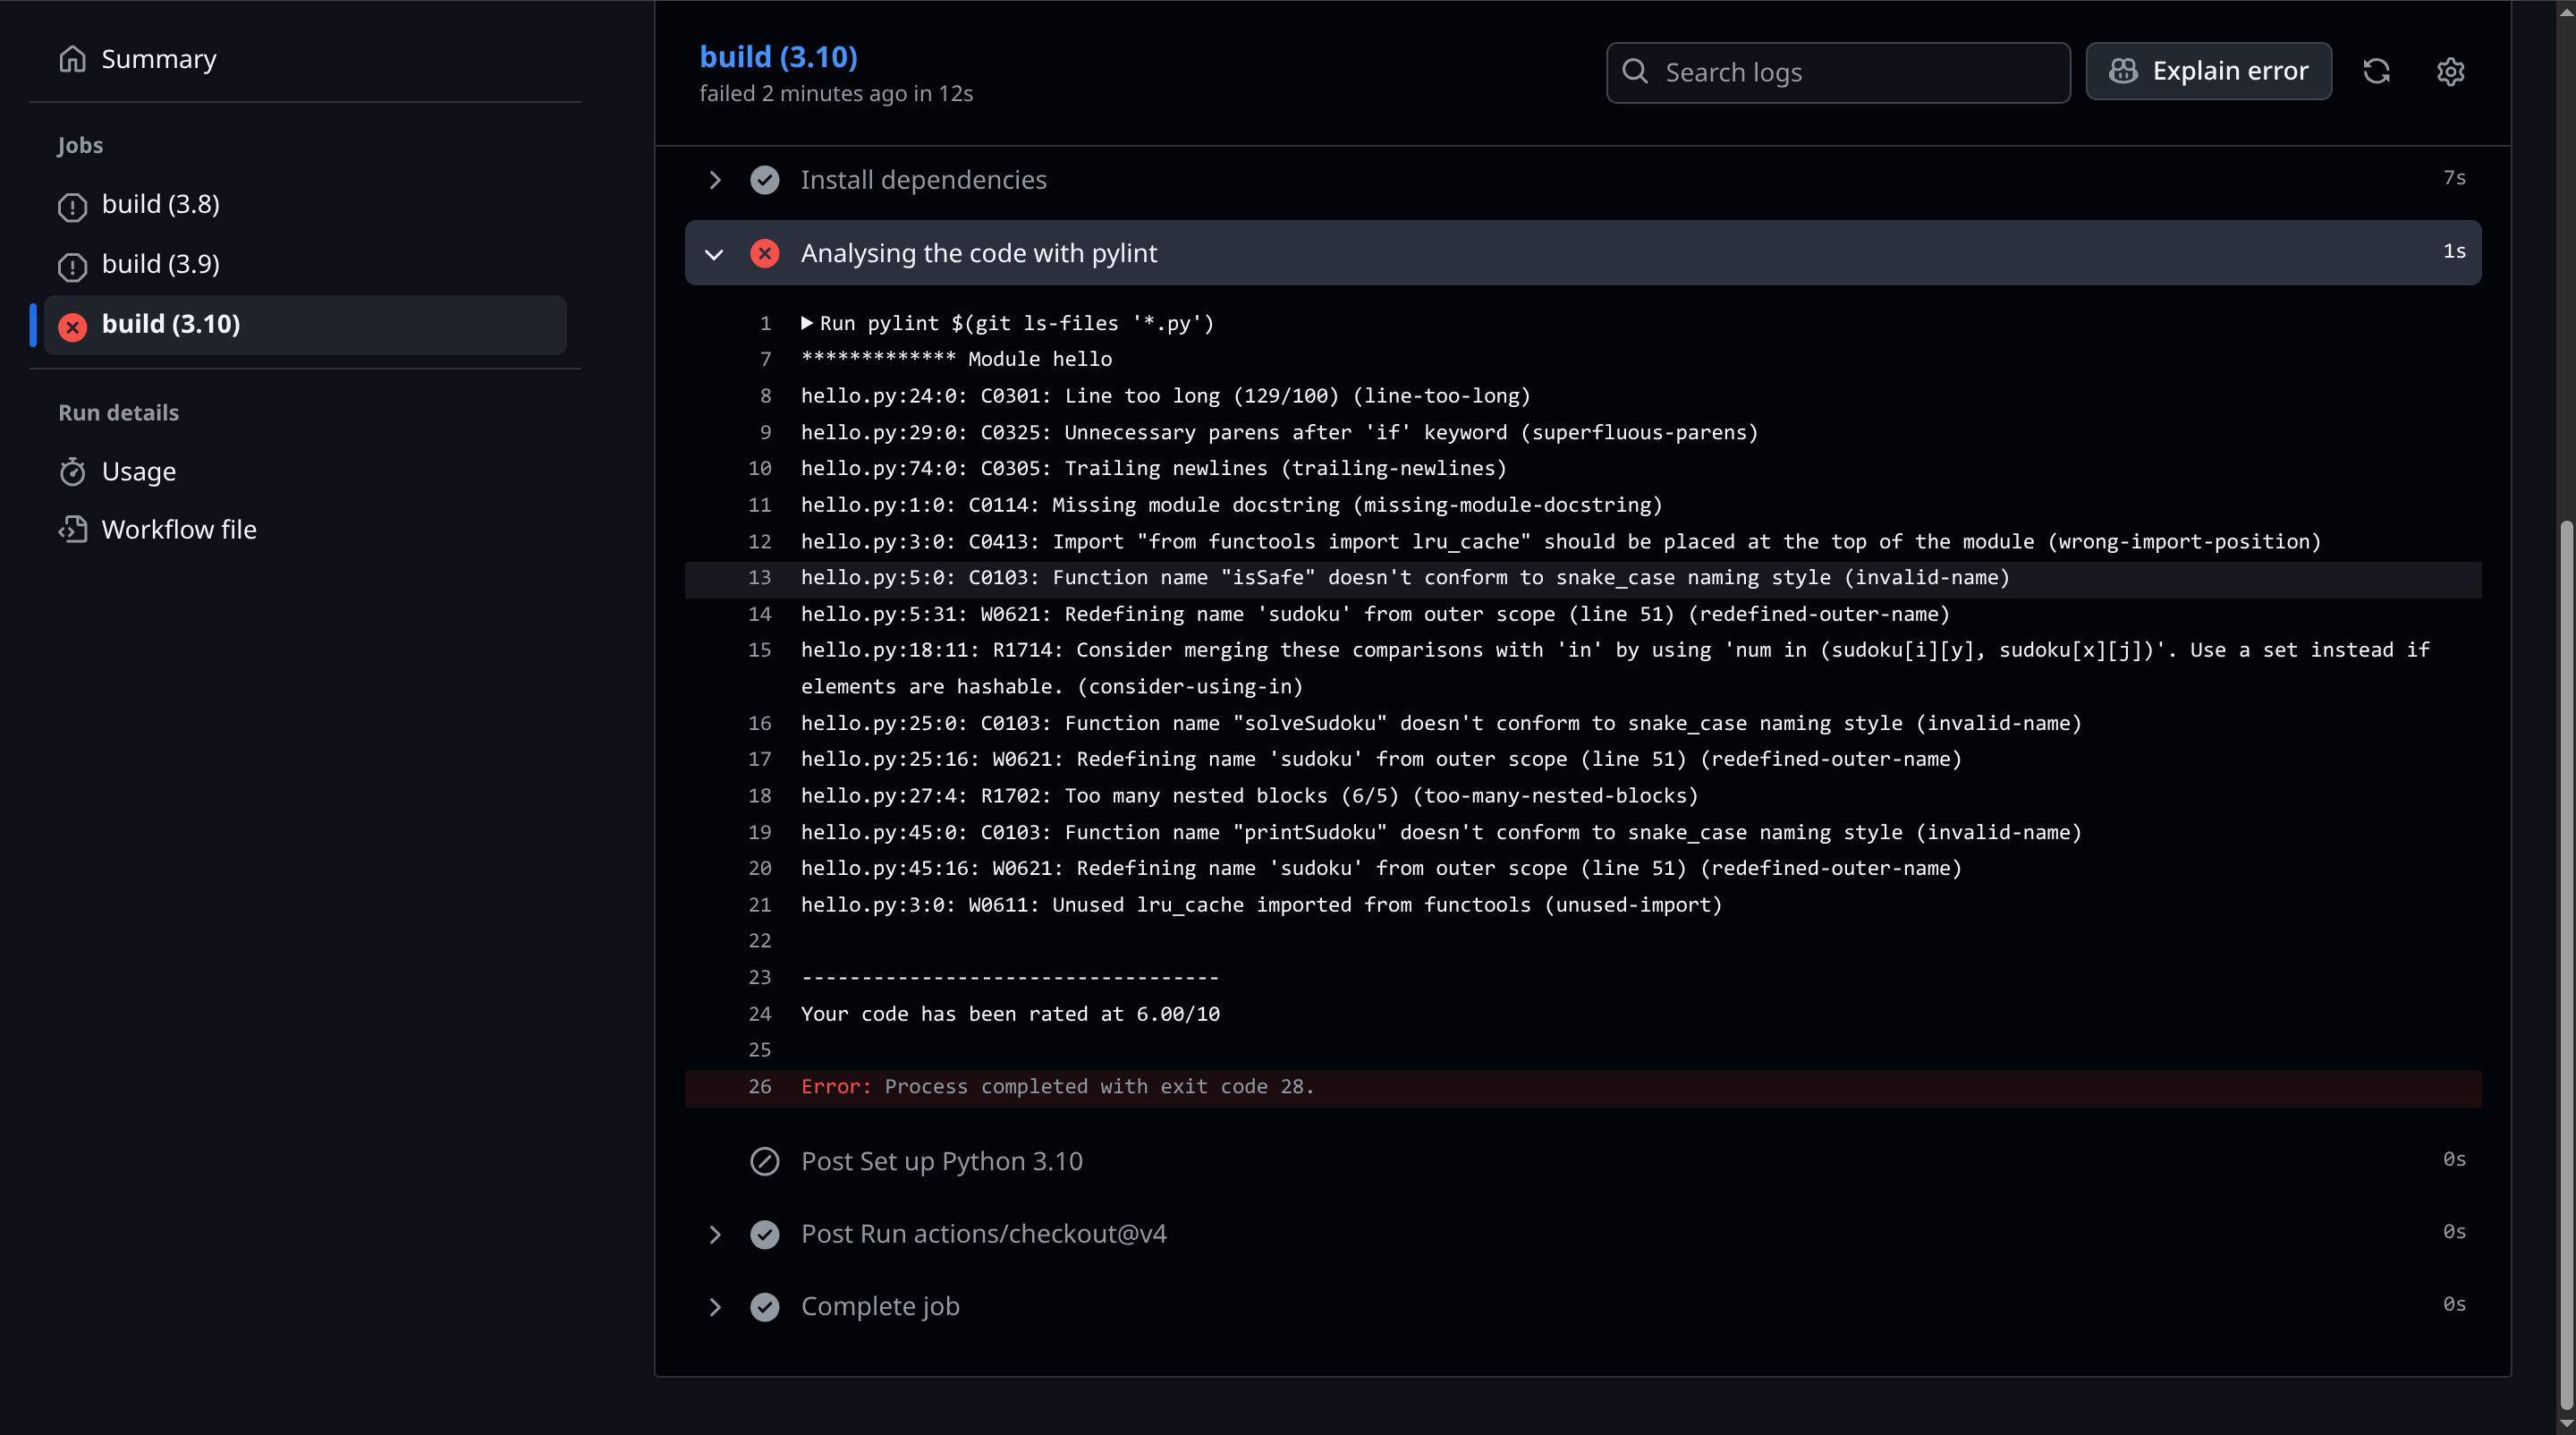 Summary
Jobs
build (3.8)
build (3.9)
build (3.10)
Run details
Usage
Workflow file
build (3.10)
failed 2 minutes ago in 12s
Search logs
Explain error
Install dependencies 7s
Analysing the code with pylint 1s
1 Run pylint $(git ls-files '*.py')
7 ************* Module hello
8 hello.py:24:0: C0301: Line too long (129/100) (line-too-long)
9 hello.py:29:0: C0325: Unnecessary parens after 'if' keyword (superfluous-parens)
10 hello.py:74:0: C0305: Trailing newlines (trailing-newlines)
11 hello.py:1:0: C0114: Missing module docstring (missing-module-docstring)
12 hello.py:3:0: C0413: Import "from functools import lru_cache" should be placed at the top of the module (wrong-import-position)
13 hello.py:5:0: C0103: Function name "isSafe" doesn't conform to snake_case naming style (invalid-name)
14 hello.py:5:31: W0621: Redefining name 'sudoku' from outer scope (line 51) (redefined-outer-name)
15 hello.py:18:11: R1714: Consider merging these comparisons with 'in' by using 'num in (sudoku[i][y], sudoku[x][j])'. Use a set instead if
elements are hashable. (consider-using-in)
16 hello.py:25:0: C0103: Function name "solveSudoku" doesn't conform to snake_case naming style (invalid-name)
17 hello.py:25:16: W0621: Redefining name 'sudoku' from outer scope (line 51) (redefined-outer-name)
18 hello.py:27:4: R1702: Too many nested blocks (6/5) (too-many-nested-blocks)
19 hello.py:45:0: C0103: Function name "printSudoku" doesn't conform to snake_case naming style (invalid-name)
20 hello.py:45:16: W0621: Redefining name 'sudoku' from outer scope (line 51) (redefined-outer-name)
21 hello.py:3:0: W0611: Unused lru_cache imported from functools (unused-import)
22
23 -----------------------------------
24 Your code has been rated at 6.00/10
25
26 Error: Process completed with exit code 28.
Post Set up Python 3.10 0s
Post Run actions/checkout@v4 0s
Complete job 0s